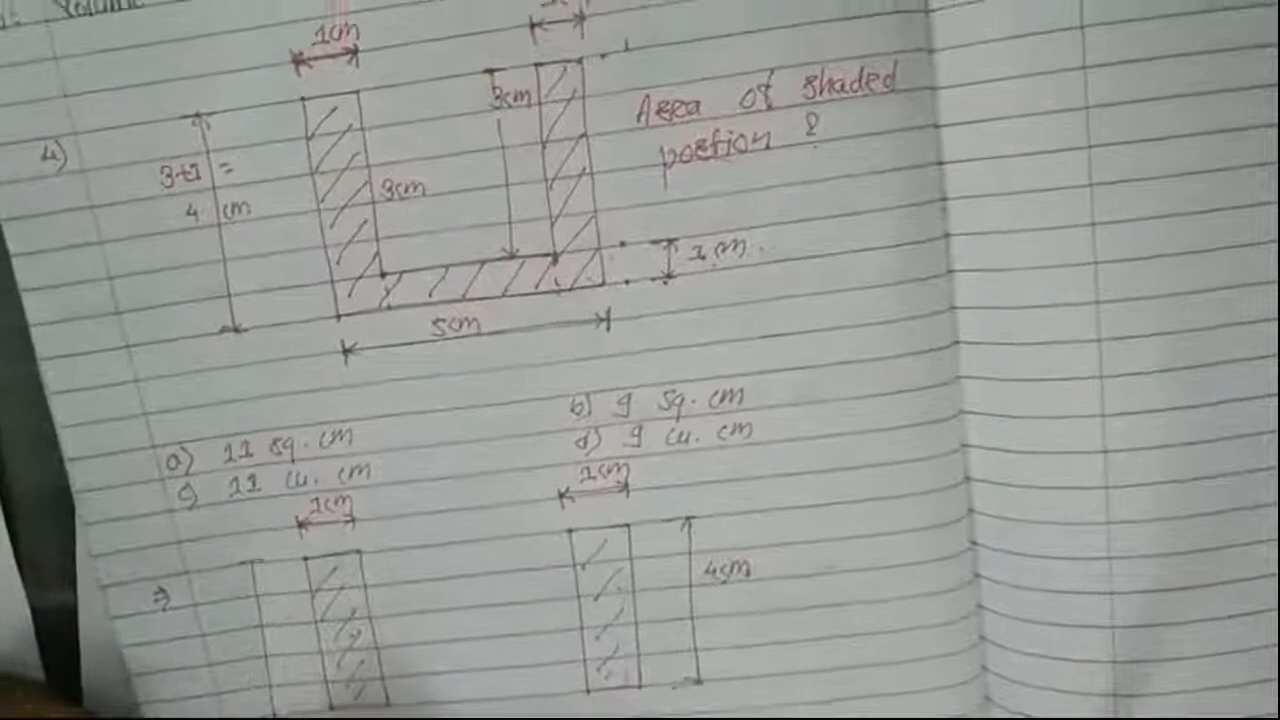 Volume
1cm
3cm
Area of shaded
portion ?
4)
3+1 =
4 cm
3cm
1cm.
5cm
a) 11 sq. cm
b) 9 sq. cm
c) 11 cu. cm
d) 9 cu. cm
1cm
1cm
⇒
4cm